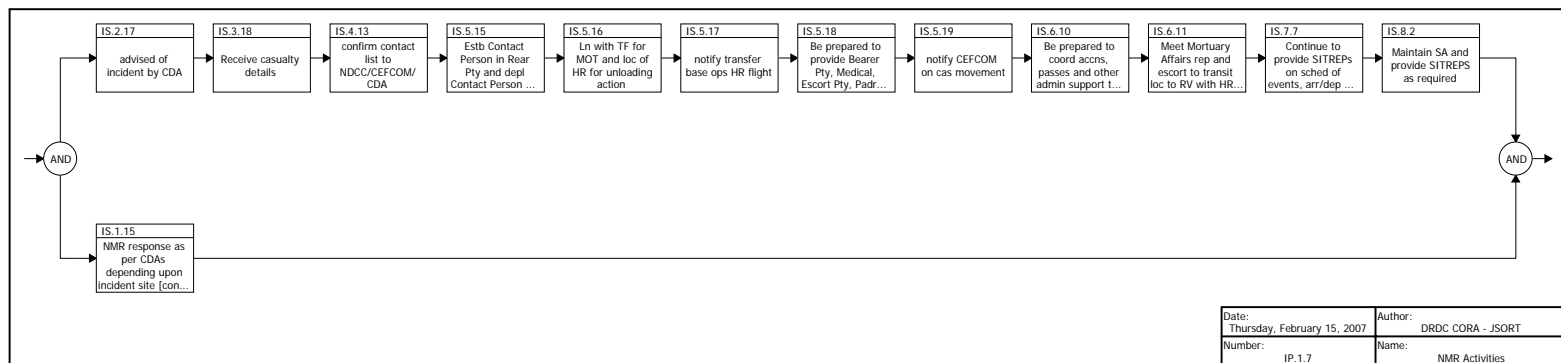 IS.2.17
advised of
incident by CDA
IS.3.18
Receive casualty
details
IS.4.13
confirm contact
list to
NDCC/CEFCOM/
CDA
IS.5.15
Estb Contact
Person in Rear
Pty and depl
Contact Person ...
IS.5.16
Ln with TF for
MOT and loc of
HR for unloading
action
IS.5.17
notify transfer
base ops HR flight
IS.5.18
Be prepared to
provide Bearer
Pty, Medical,
Escort Pty, Padr...
IS.5.19
notify CEFCOM
on cas movement
IS.6.10
Be prepared to
coord accns,
passes and other
admin support t...
IS.6.11
Meet Mortuary
Affairs rep and
escort to transit
loc to RV with HR...
IS.7.7
Continue to
provide SITREPs
on sched of
events, arr/dep ...
IS.8.2
Maintain SA and
provide SITREPS
as required
AND
AND
IS.1.15
NMR response as
per CDAs
depending upon
incident site [con...
Date:
Thursday, February 15, 2007
Author:
DRDC CORA - JSORT
Number:
IP.1.7
Name:
NMR Activities